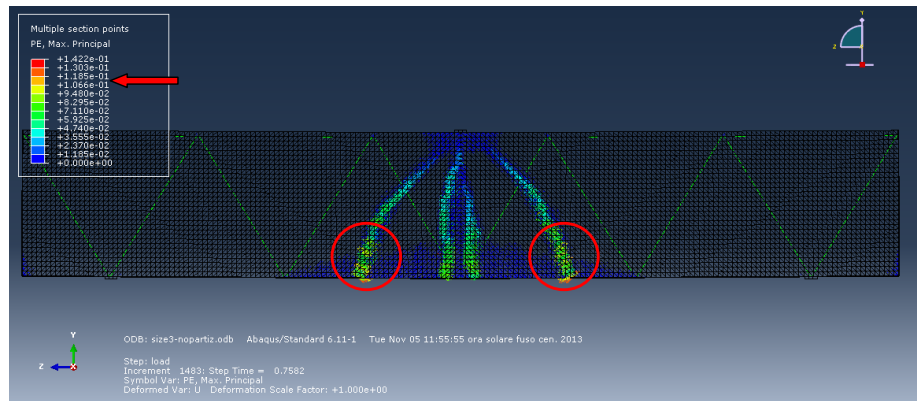 Multiple section points
PE, Max. Principal
+1.422e-01
+1.303e-01
+1.185e-01
+1.066e-01
+9.480e-02
+8.295e-02
+7.110e-02
+5.925e-02
+4.740e-02
+3.555e-02
+2.370e-02
+1.185e-02
+0.000e+00
Y
Z
Y
Z
X
ODB: size3-nopartiz.odb Abaqus/Standard 6.11-1 Tue Nov 05 11:55:55 ora solare fuso cen. 2013
Step: load
Increment 1483: Step Time = 0.7582
Symbol Var: PE, Max. Principal
Deformed Var: U Deformation Scale Factor: +1.000e+00